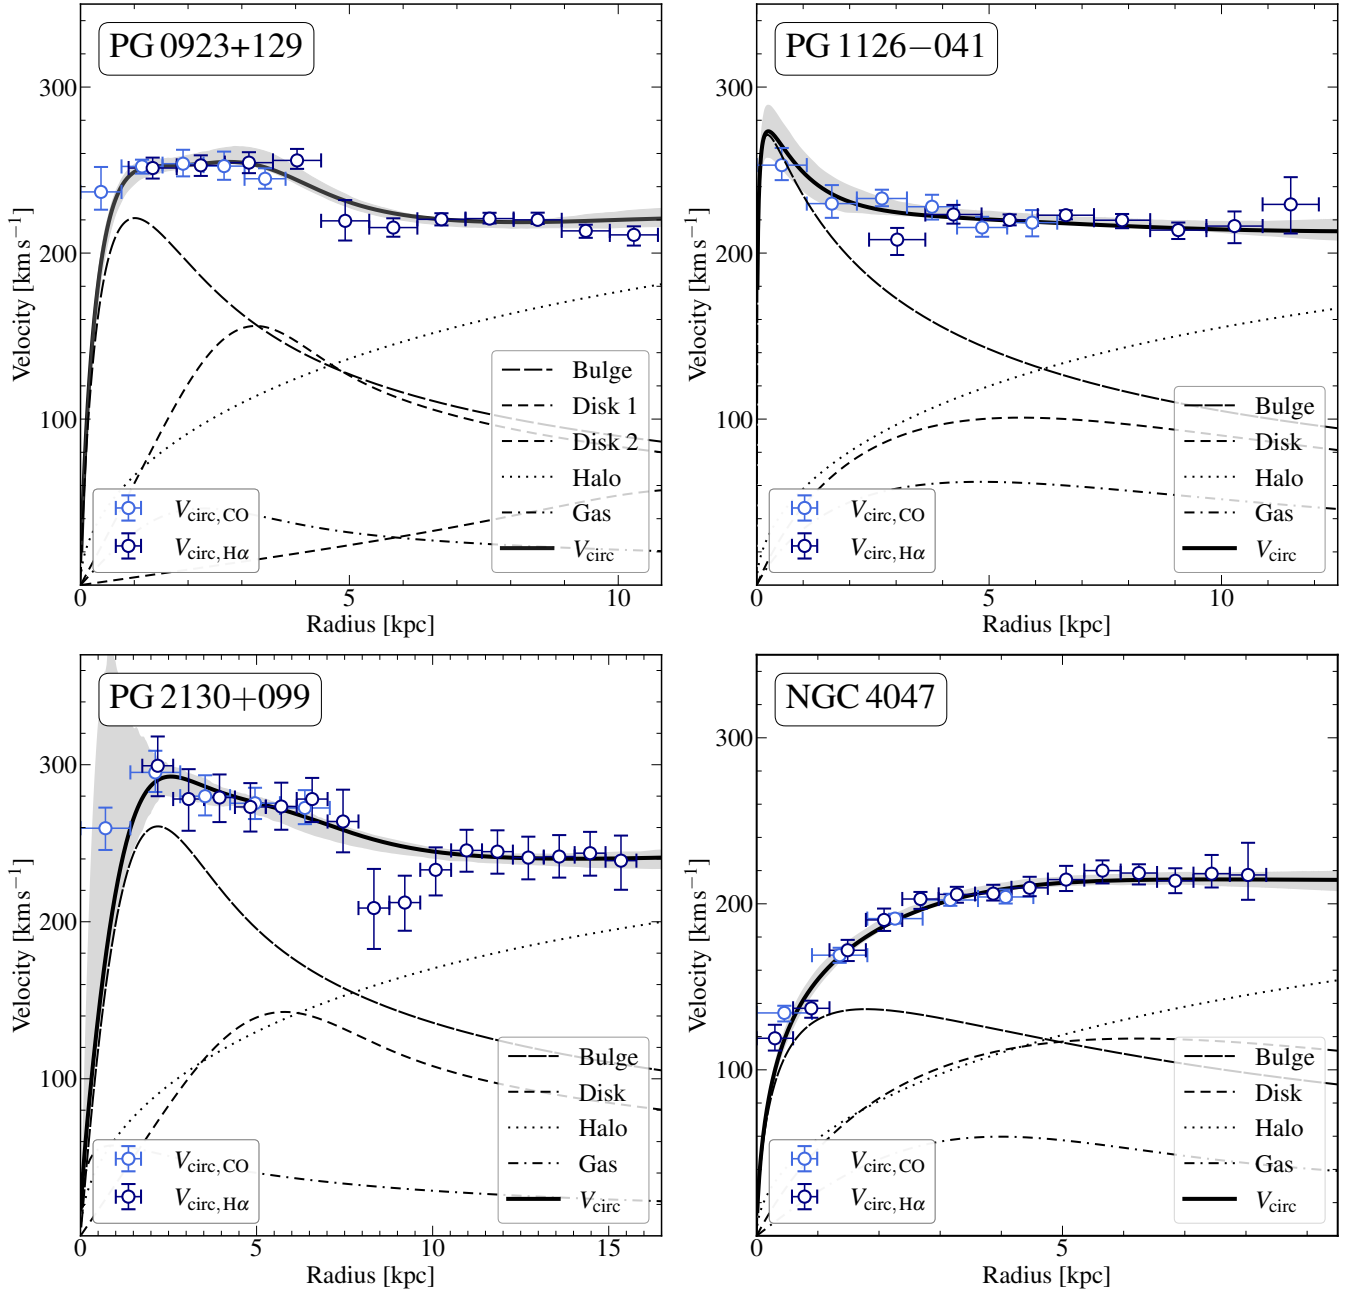 PG 0923+129
300
200
100
0
5
10
Velocity [km s⁻¹]
Radius [kpc]
V_circ,CO
V_circ,Hα
Bulge
Disk 1
Disk 2
Halo
Gas
V_circ
PG 1126−041
300
200
100
0
5
10
Velocity [km s⁻¹]
Radius [kpc]
V_circ,CO
V_circ,Hα
Bulge
Disk
Halo
Gas
V_circ
PG 2130+099
300
200
100
0
5
10
15
Velocity [km s⁻¹]
Radius [kpc]
V_circ,CO
V_circ,Hα
Bulge
Disk
Halo
Gas
V_circ
NGC 4047
300
200
100
0
5
Velocity [km s⁻¹]
Radius [kpc]
V_circ,CO
V_circ,Hα
Bulge
Disk
Halo
Gas
V_circ